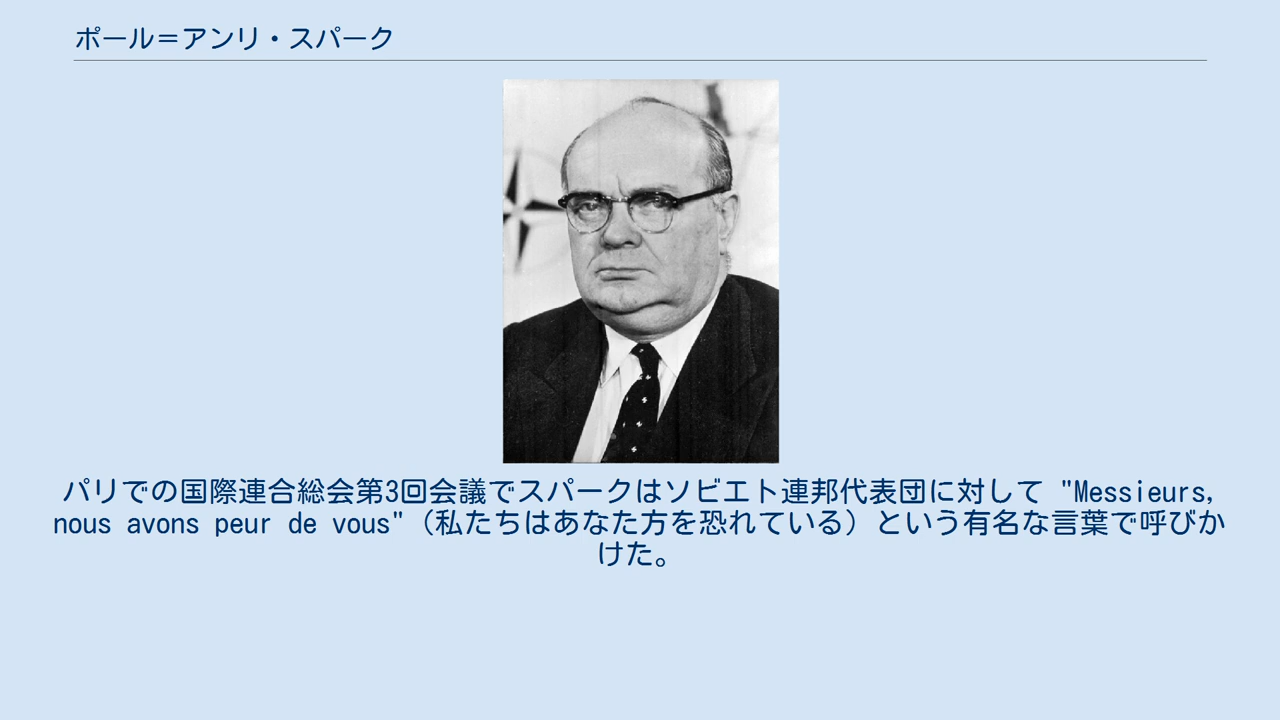 ポール＝アンリ・スパーク
パリでの国際連合総会第3回会議でスパークはソビエト連邦代表団に対して "Messieurs,
nous avons peur de vous"（私たちはあなた方を恐れている）という有名な言葉で呼びか
けた。